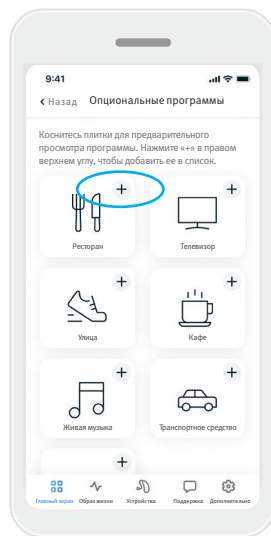 9:41
Назад Опциональные программы
Коснитесь плитки для предварительного
просмотра программы. Нажмите «+» в правом
верхнем углу, чтобы добавить ее в список.
+ +
Ресторан Телевизор
+ +
Улица Кафе
+ +
Живая музыка Транспортное средство
+
Главный экран Образ жизни Устройства Поддержка Дополнительно